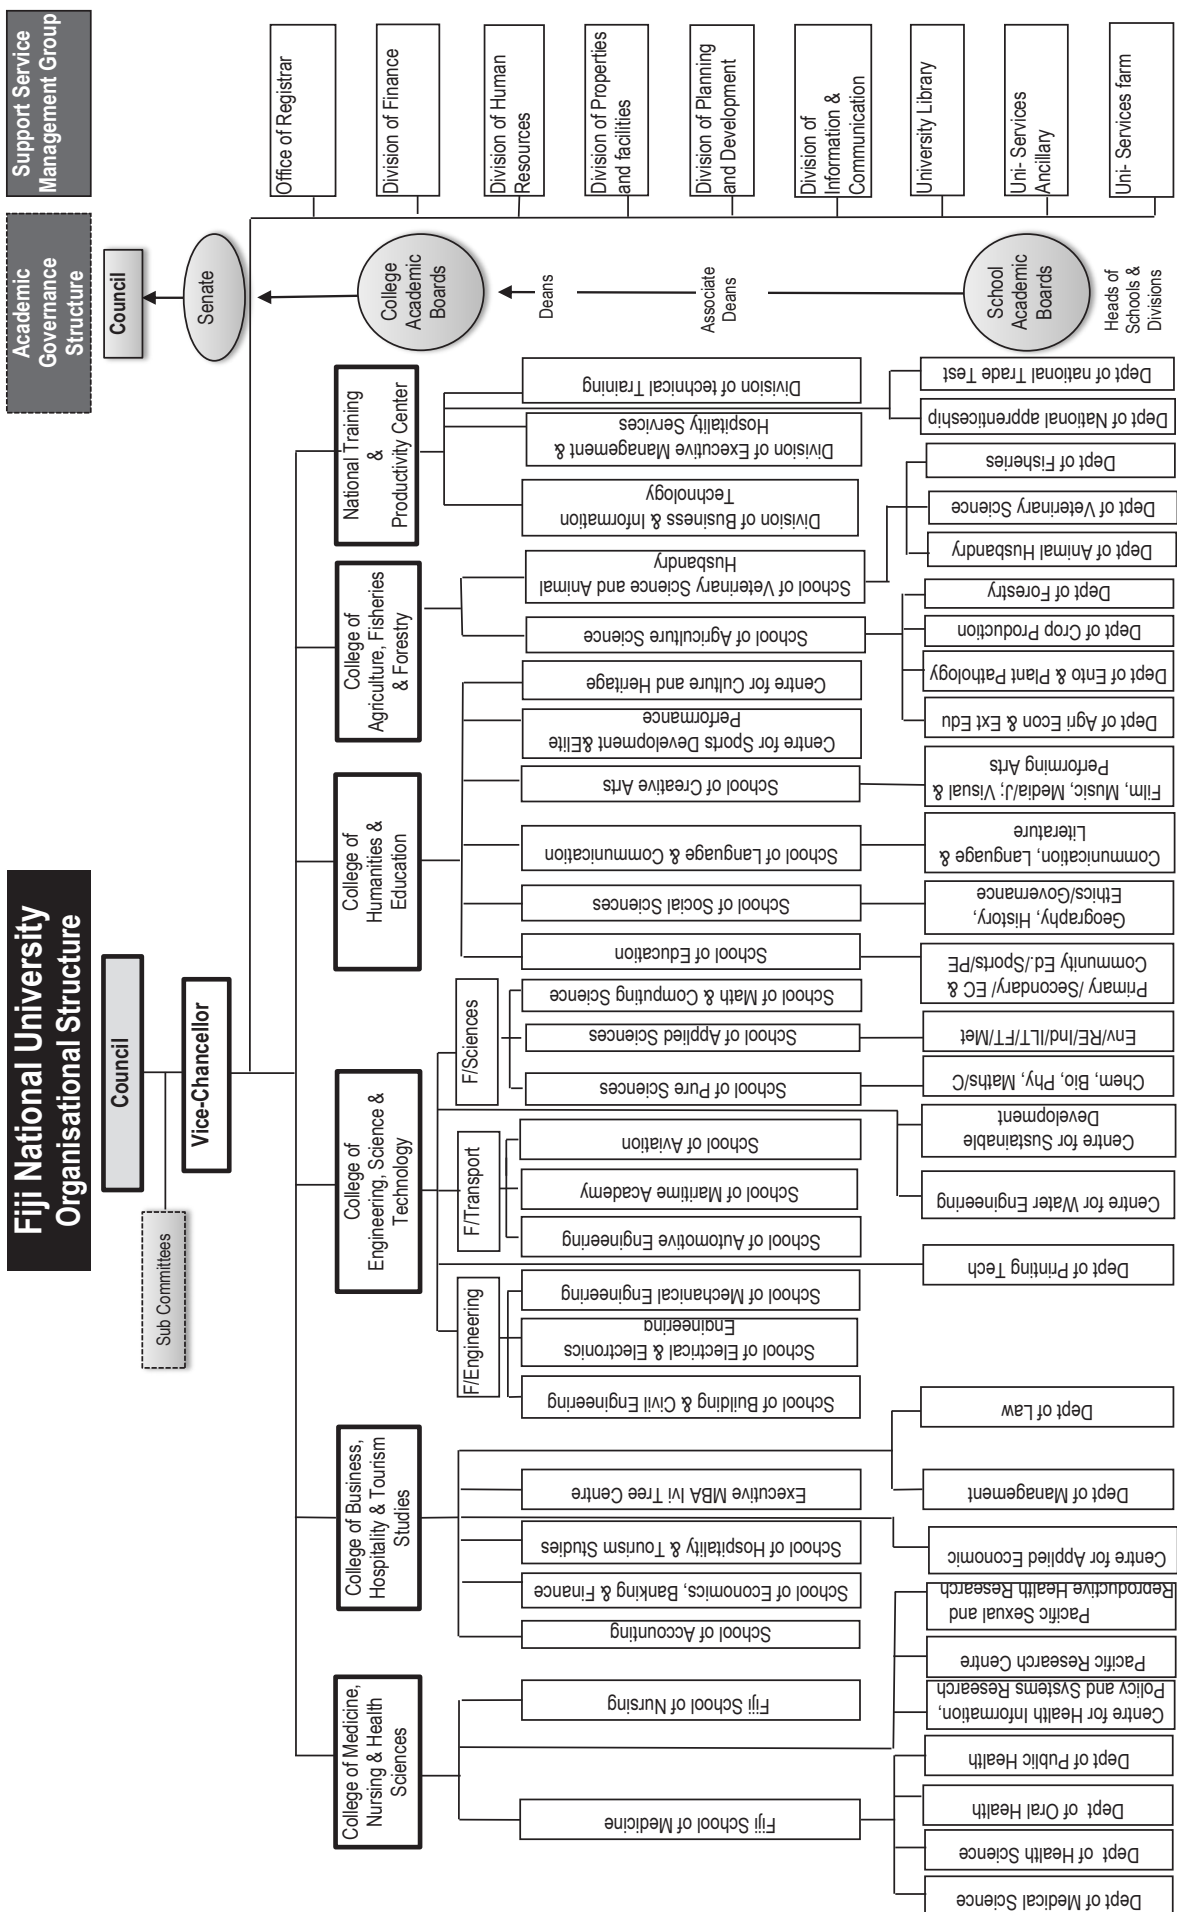 Fiji National University
Organisational Structure
Academic
Governance
Structure
Support Service
Management Group
Council
Sub Committees
Vice-Chancellor
Council
Senate
College
Academic
Boards
Deans
Associate
Deans
School
Academic
Boards
Heads of
Schools &
Divisions
Office of Registrar
Division of Finance
Division of Human
Resources
Division of Properties
and facilities
Division of Planning
and Development
Division of
Information &
Communication
University Library
Uni- Services
Ancillary
Uni- Services farm
College of Medicine,
Nursing & Health
Sciences
College of Business,
Hospitality & Tourism
Studies
College of
Engineering, Science &
Technology
College of
Humanities &
Education
College of
Agriculture, Fisheries
& Forestry
National Training
&
Productivity Center
F/Engineering
F/Transport
F/Sciences
Fiji School of Medicine
Fiji School of Nursing
School of Accounting
School of Economics, Banking & Finance
School of Hospitality & Tourism Studies
Executive MBA Ivi Tree Centre
School of Building & Civil Engineering
School of Electrical & Electronics
Engineering
School of Mechanical Engineering
School of Automotive Engineering
School of Maritime Academy
School of Aviation
School of Pure Sciences
School of Applied Sciences
School of Math & Computing Science
School of Education
School of Social Sciences
School of Language & Communication
School of Creative Arts
Centre for Sports Development &Elite
Performance
Centre for Culture and Heritage
School of Agriculture Science
School of Veterinary Science and Animal
Husbandry
Division of Business & Information
Technology
Division of Executive Management &
Hospitality Services
Division of technical Training
Dept of Medical Science
Dept of Health Science
Dept of Oral Health
Dept of Public Health
Centre for Health Information,
Policy and Systems Research
Pacific Research Centre
Pacific Sexual and
Reproductive Health Research
Centre for Applied Economic
Dept of Management
Dept of Law
Dept of Printing Tech
Centre for Water Engineering
Centre for Sustainable
Development
Chem, Bio, Phy, Maths/C
Env/RE/Ind/ILT/FT/Met
Primary /Secondary/ EC &
Community Ed./Sports/PE
Geography, History,
Ethics/Governance
Communication, Language &
Literature
Film, Music, Media/J; Visual &
Performing Arts
Dept of Agri Econ & Ext Edu
Dept of Ento & Plant Pathology
Dept of Crop Production
Dept of Forestry
Dept of Animal Husbandry
Dept of Veterinary Science
Dept of Fisheries
Dept of National apprenticeship
Dept of national Trade Test